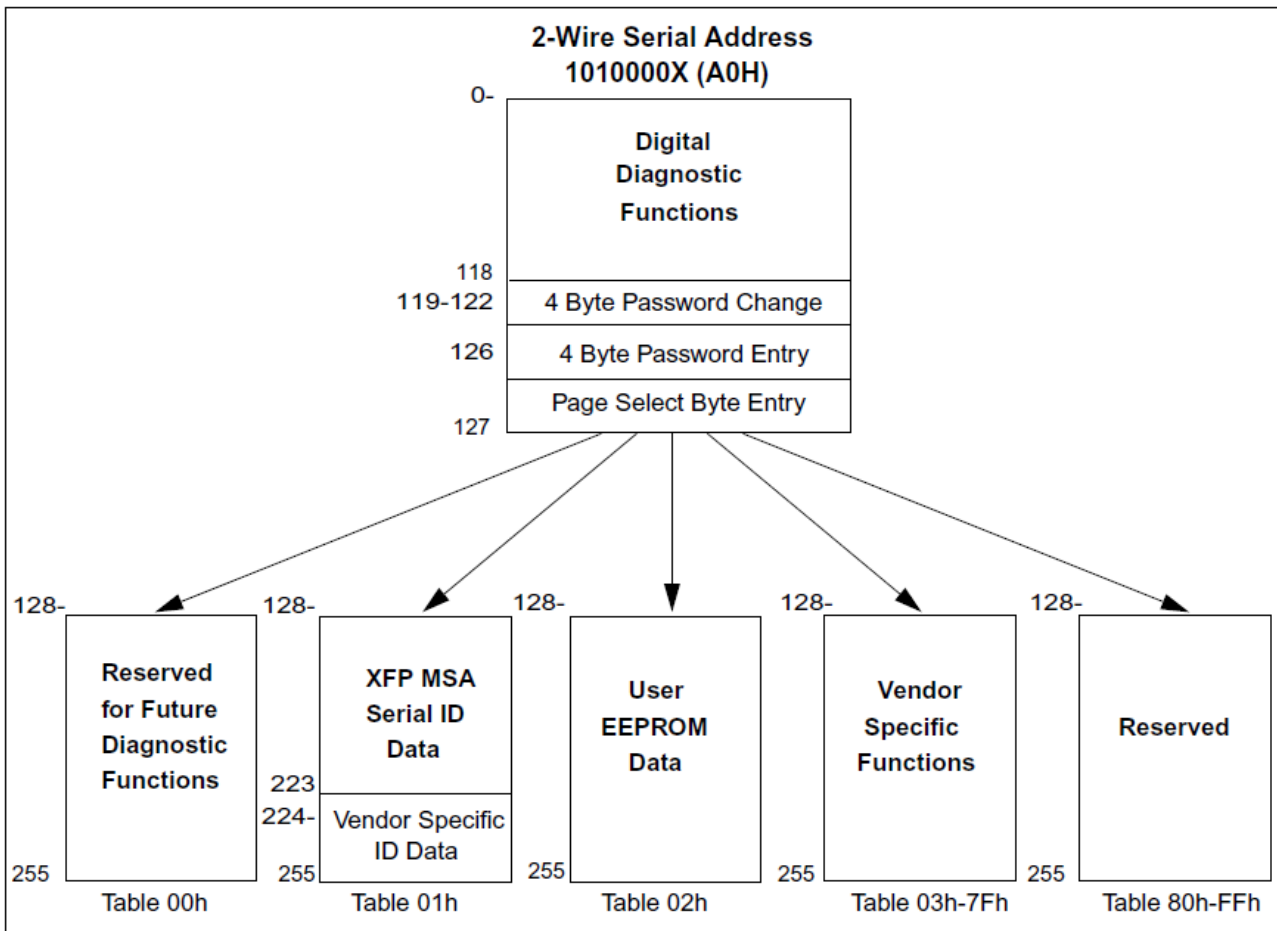 2-Wire Serial Address
1010000X (A0H)
0-
Digital
Diagnostic
Functions
118
119-122
4 Byte Password Change
126
4 Byte Password Entry
Page Select Byte Entry
127
128-
Reserved
for Future
Diagnostic
Functions
255
Table 00h
128-
XFP MSA
Serial ID
Data
223
224-
Vendor Specific
ID Data
255
Table 01h
128-
User
EEPROM
Data
255
Table 02h
128-
Vendor
Specific
Functions
255
Table 03h-7Fh
128-
Reserved
255
Table 80h-FFh